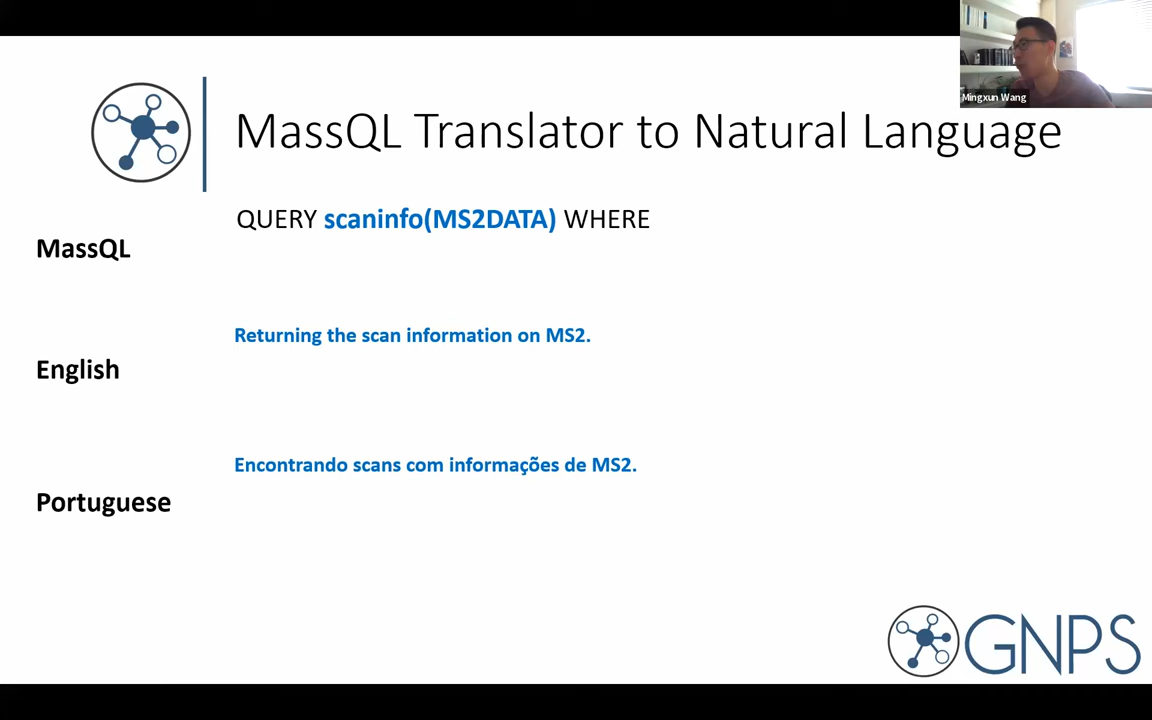 Mingxun Wang
MassQL Translator to Natural Language
QUERY scaninfo(MS2DATA) WHERE
MassQL
Returning the scan information on MS2.
English
Encontrando scans com informações de MS2.
Portuguese
GNPS